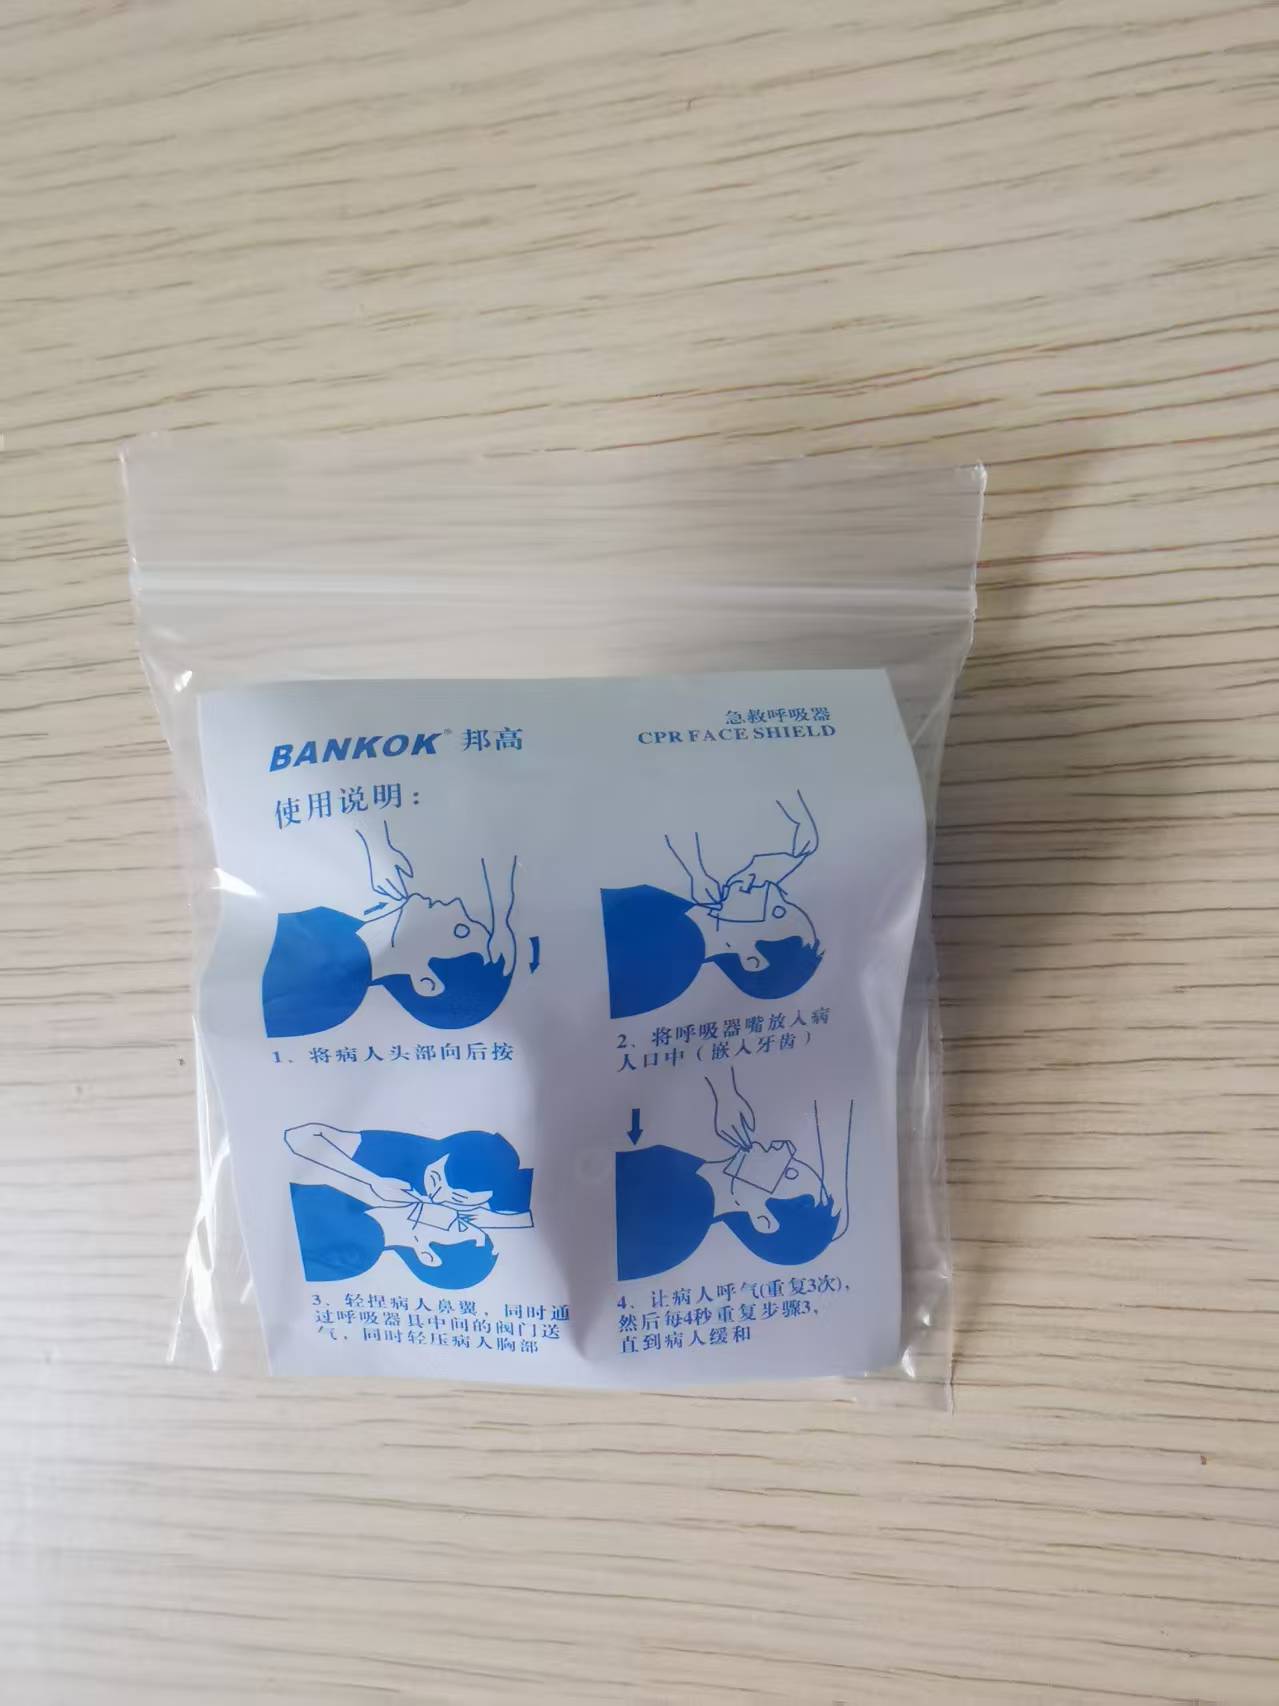 BANKOK® 邦高
急救呼吸器
CPR FACE SHIELD
使用说明：
1、将病人头部向后按
2、将呼吸器嘴放入病
人口中（嵌入牙齿）
3、轻捏病人鼻翼，同时通
过呼吸器具中间的阀门送
气，同时轻压病人胸部
4、让病人呼气(重复3次)，
然后每4秒重复步骤3，
直到病人缓和